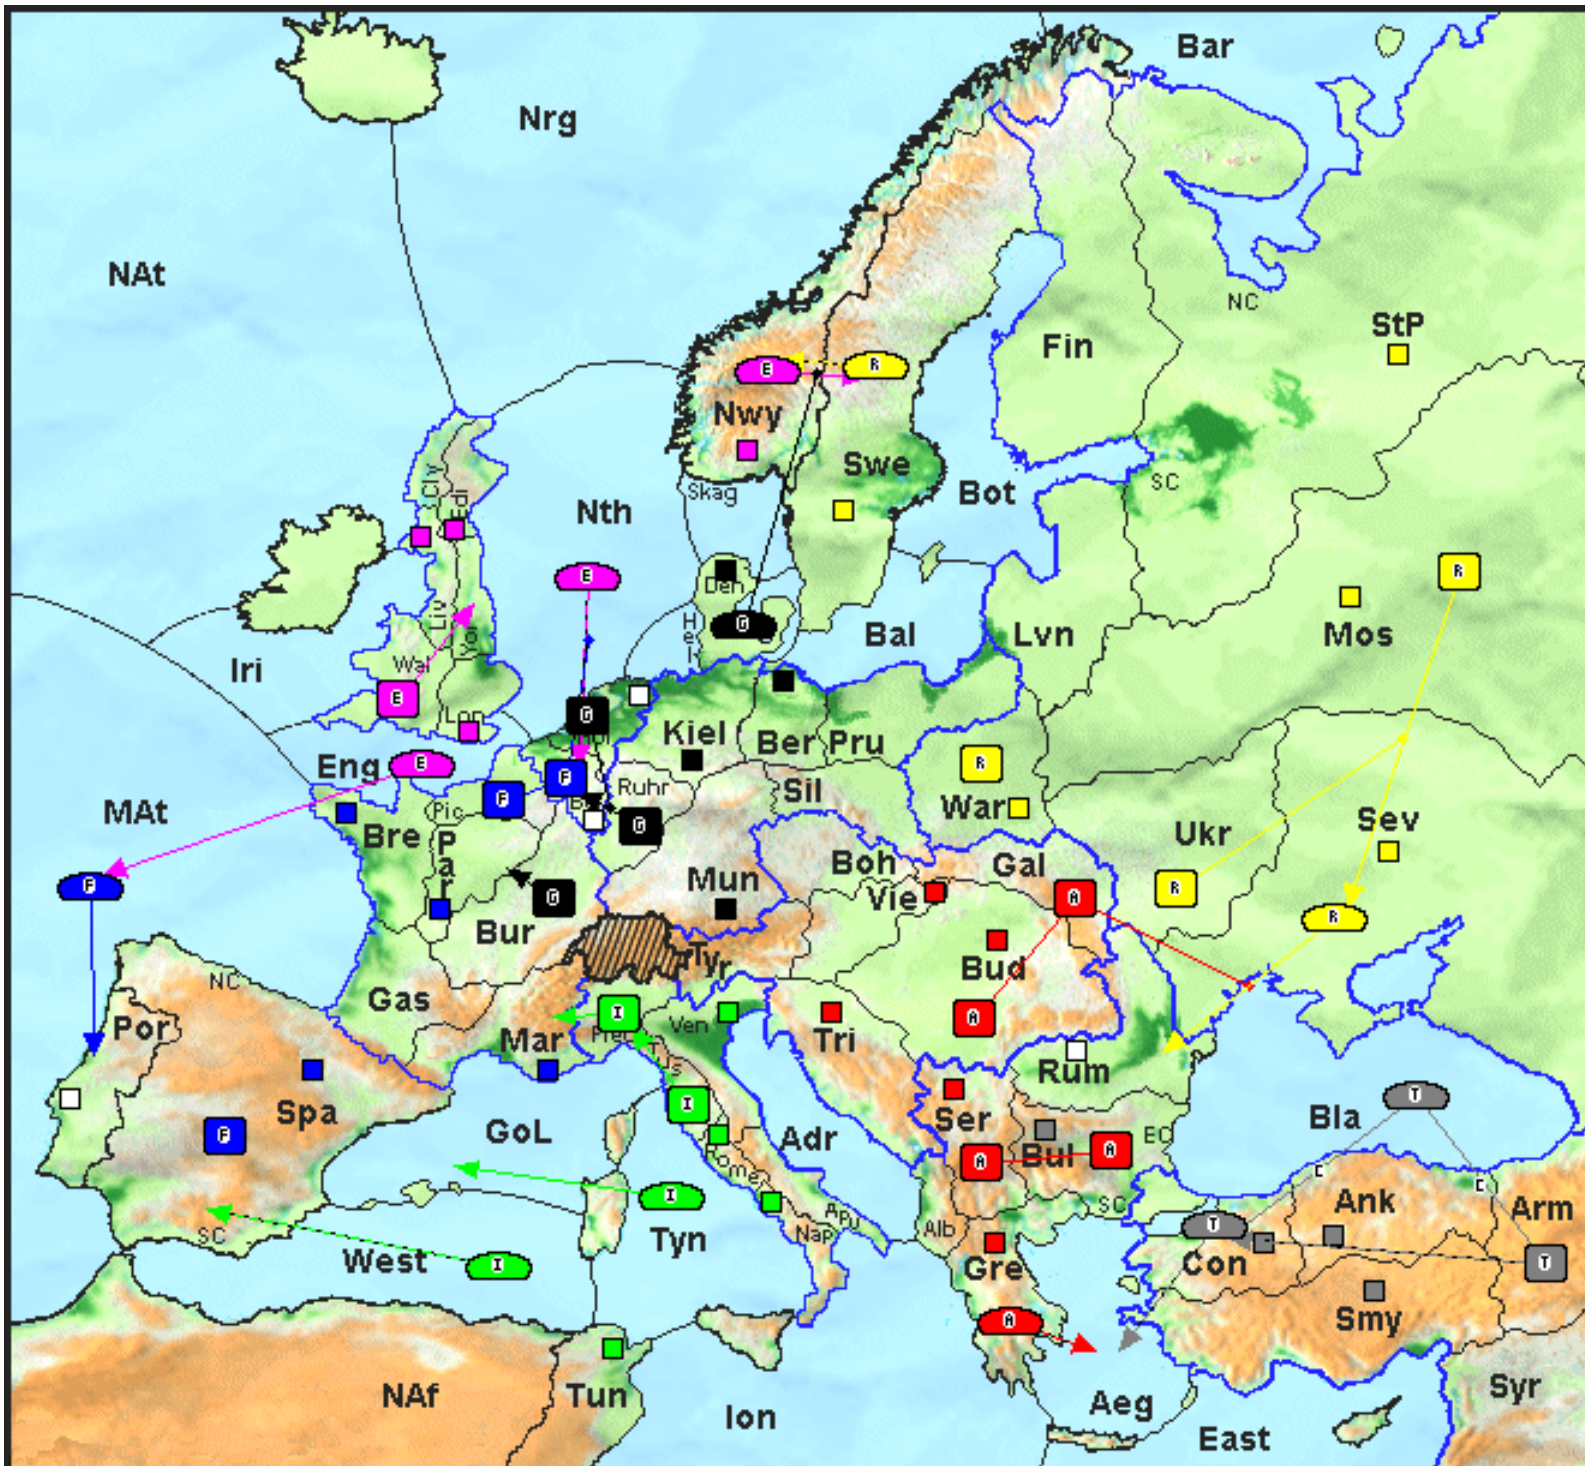 Bar
Nrg
NAt
NC
StP
Fin
E
R
Nwy
Swe
Cly
Edl
Skag
Bot
SC
Nth
E
R
Den
G
Hel
Mos
Bal
Lvn
Iri
Liv
Yor
Wal
E
Lon
G
Kiel
Ber
Pru
Eng
E
F
F
Ruhr
Sil
R
War
MAt
Pic
Bre
Par
G
Ukr
Sev
Boh
Gal
F
G
Mun
Vie
A
R
R
Bur
Tyr
Bud
NC
Gas
Por
I
Pie
Ven
Tri
A
Mar
Tus
Rum
Spa
I
Ser
T
Bla
F
GoL
Adr
Bul
A
EC
A
Rome
C
C
SC
I
Apu
Nap
Alb
SC
Ank
Arm
Tyn
T
West
I
Gre
Con
T
Smy
A
NAf
Tun
Ion
Aeg
Syr
East